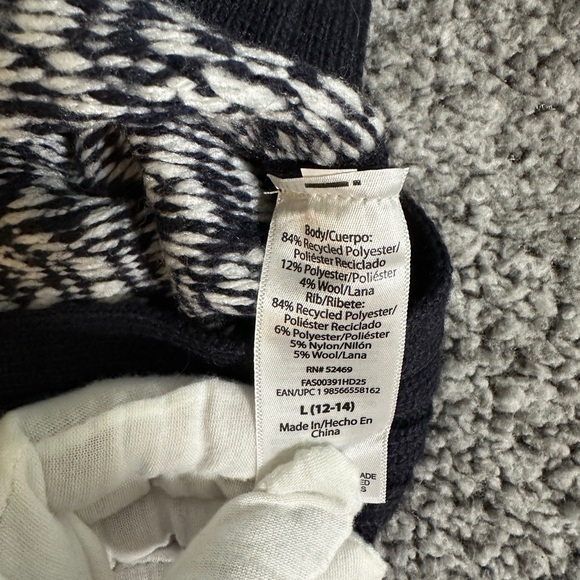 Body/Cuerpo:
84% Recycled Polyester/
Poliéster Reciclado
12% Polyester/Poliéster
4% Wool/Lana
Rib/Ribete:
84% Recycled Polyester/
Poliéster Reciclado
6% Polyester/Poliéster
5% Nylon/Nilón
5% Wool/Lana
RN# 52469
FAS00391HD25
EAN/UPC 1 98566558162
L (12-14)
Made In/Hecho En
China
ADE
ED
S